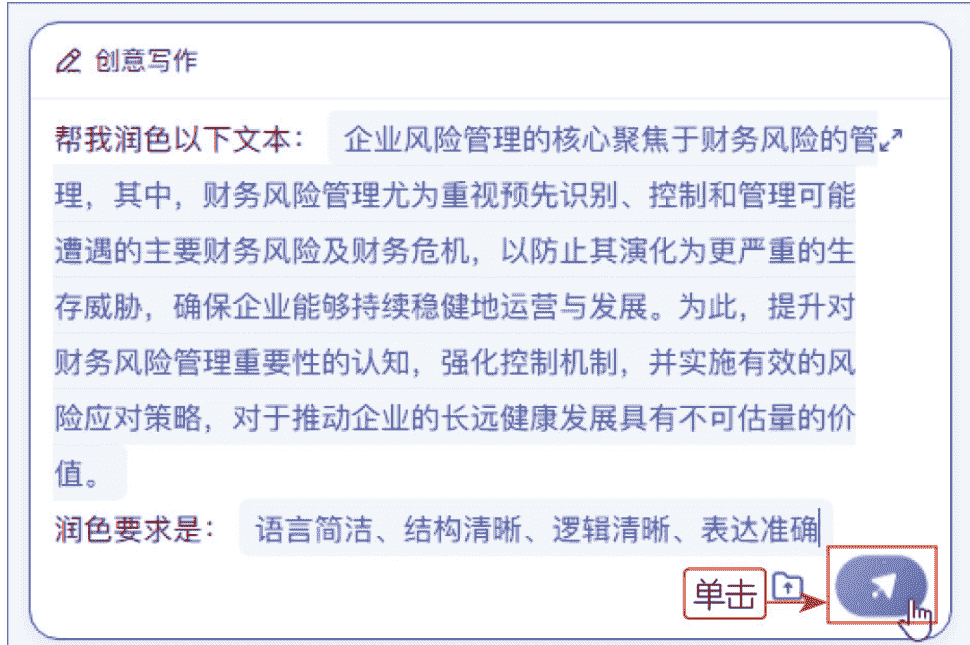 创意写作
帮我润色以下文本： 企业风险管理的核心聚焦于财务风险的管
理，其中，财务风险管理尤为重视预先识别、控制和管理可能
遭遇的主要财务风险及财务危机，以防止其演化为更严重的生
存威胁，确保企业能够持续稳健地运营与发展。为此，提升对
财务风险管理重要性的认知，强化控制机制，并实施有效的风
险应对策略，对于推动企业的长远健康发展具有不可估量的价
值。
润色要求是： 语言简洁、结构清晰、逻辑清晰、表达准确
单击